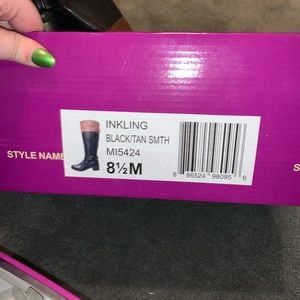 INKLING
BLACK/TAN SMTH
MI5424
8½M
STYLE NAME
8 86524 98095 6
S